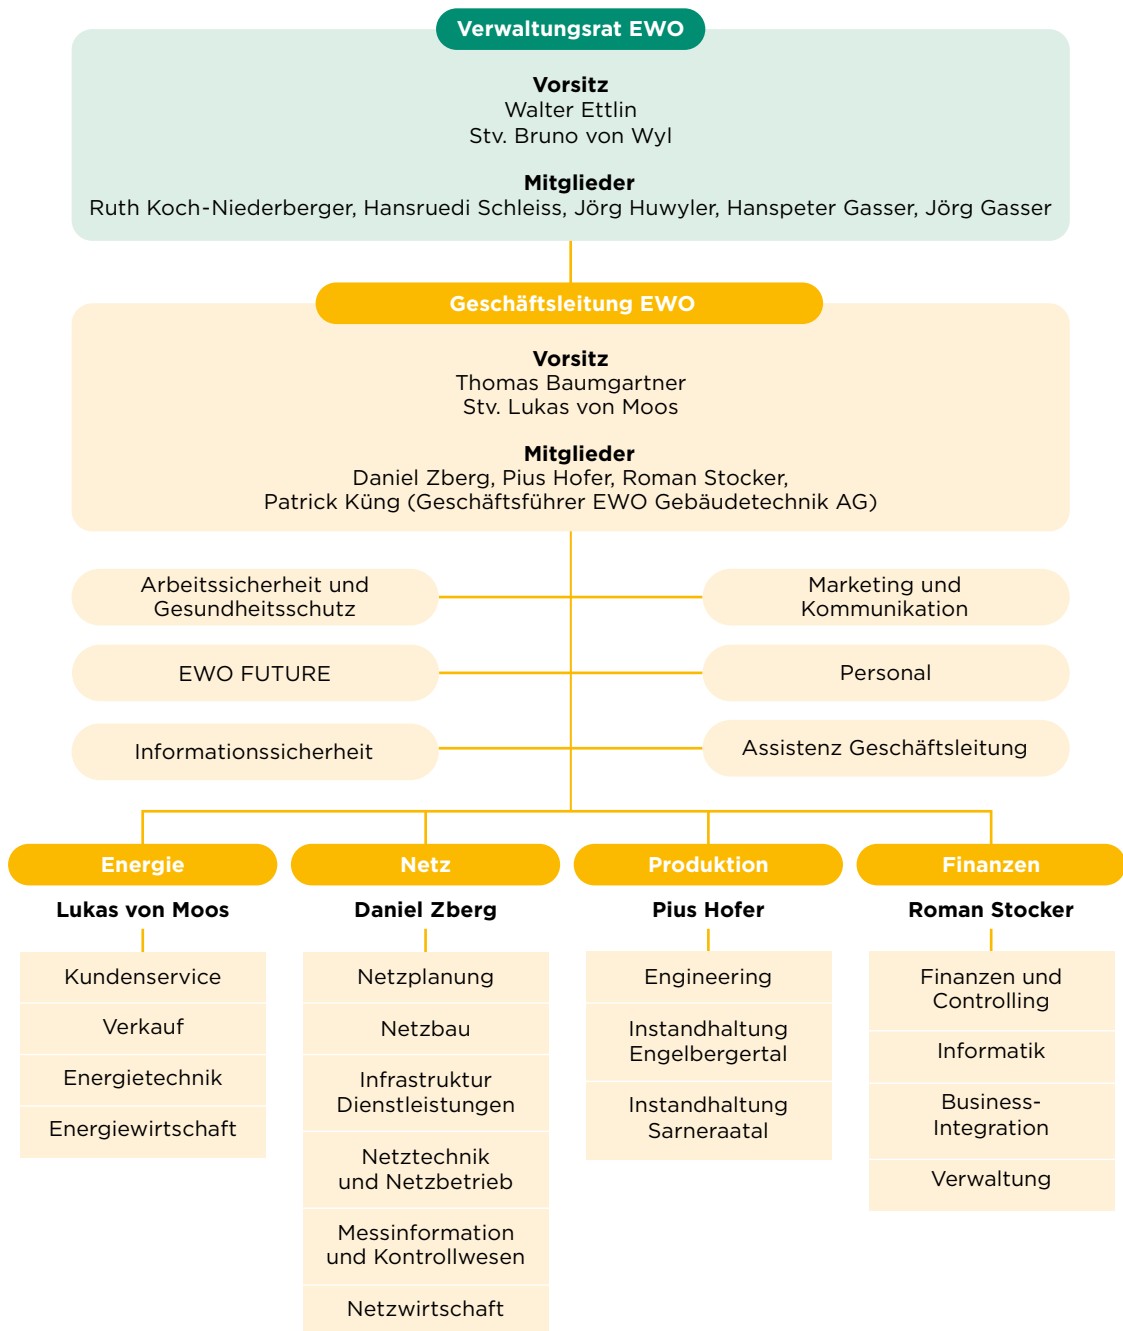 Verwaltungsrat EWO
Vorsitz
Walter Ettlin
Stv. Bruno von Wyl
Mitglieder
Ruth Koch-Niederberger, Hansruedi Schleiss, Jörg Huwyler, Hanspeter Gasser, Jörg Gasser
Geschäftsleitung EWO
Vorsitz
Thomas Baumgartner
Stv. Lukas von Moos
Mitglieder
Daniel Zberg, Pius Hofer, Roman Stocker,
Patrick Küng (Geschäftsführer EWO Gebäudetechnik AG)
Arbeitssicherheit und
Gesundheitsschutz
Marketing und
Kommunikation
EWO FUTURE
Personal
Informationssicherheit
Assistenz Geschäftsleitung
Energie
Lukas von Moos
Kundenservice
Verkauf
Energietechnik
Energiewirtschaft
Netz
Daniel Zberg
Netzplanung
Netzbau
Infrastruktur
Dienstleistungen
Netztechnik
und Netzbetrieb
Messinformation
und Kontrollwesen
Netzwirtschaft
Produktion
Pius Hofer
Engineering
Instandhaltung
Engelbergertal
Instandhaltung
Sarneraatal
Finanzen
Roman Stocker
Finanzen und
Controlling
Informatik
Business-
Integration
Verwaltung